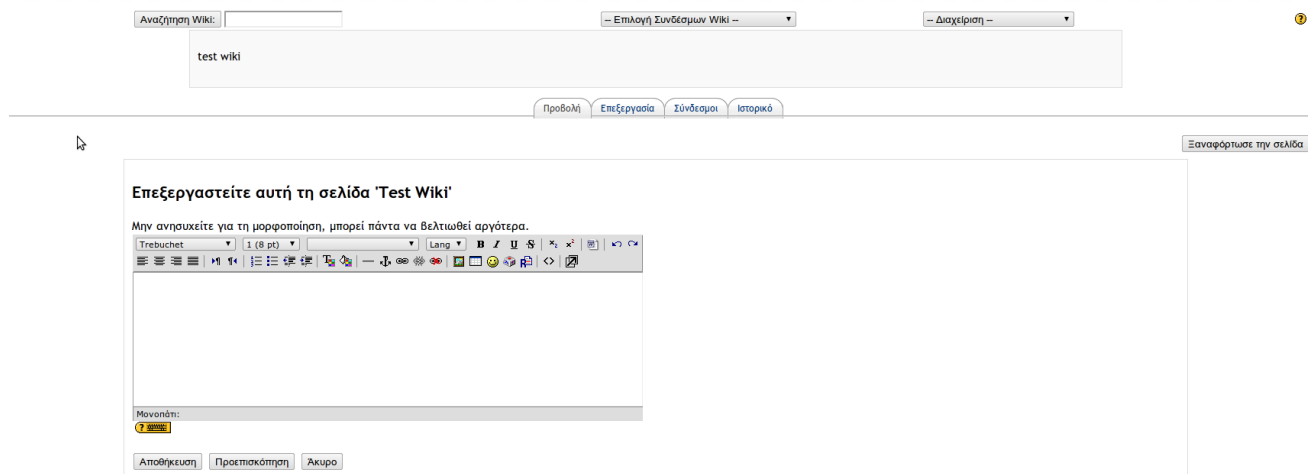 Αναζήτηση Wiki: -- Επιλογή Συνδέσμων Wiki -- -- Διαχείριση --
test wiki
Προβολή Επεξεργασία Σύνδεσμοι Ιστορικό
Ξαναφόρτωσε την σελίδα
Επεξεργαστείτε αυτή τη σελίδα 'Test Wiki'
Μην ανησυχείτε για τη μορφοποίηση, μπορεί πάντα να βελτιωθεί αργότερα.
Trebuchet 1 (8 pt) Lang B I U S x₂ x²
Μονοπάτι:
Αποθήκευση Προεπισκόπηση Άκυρο